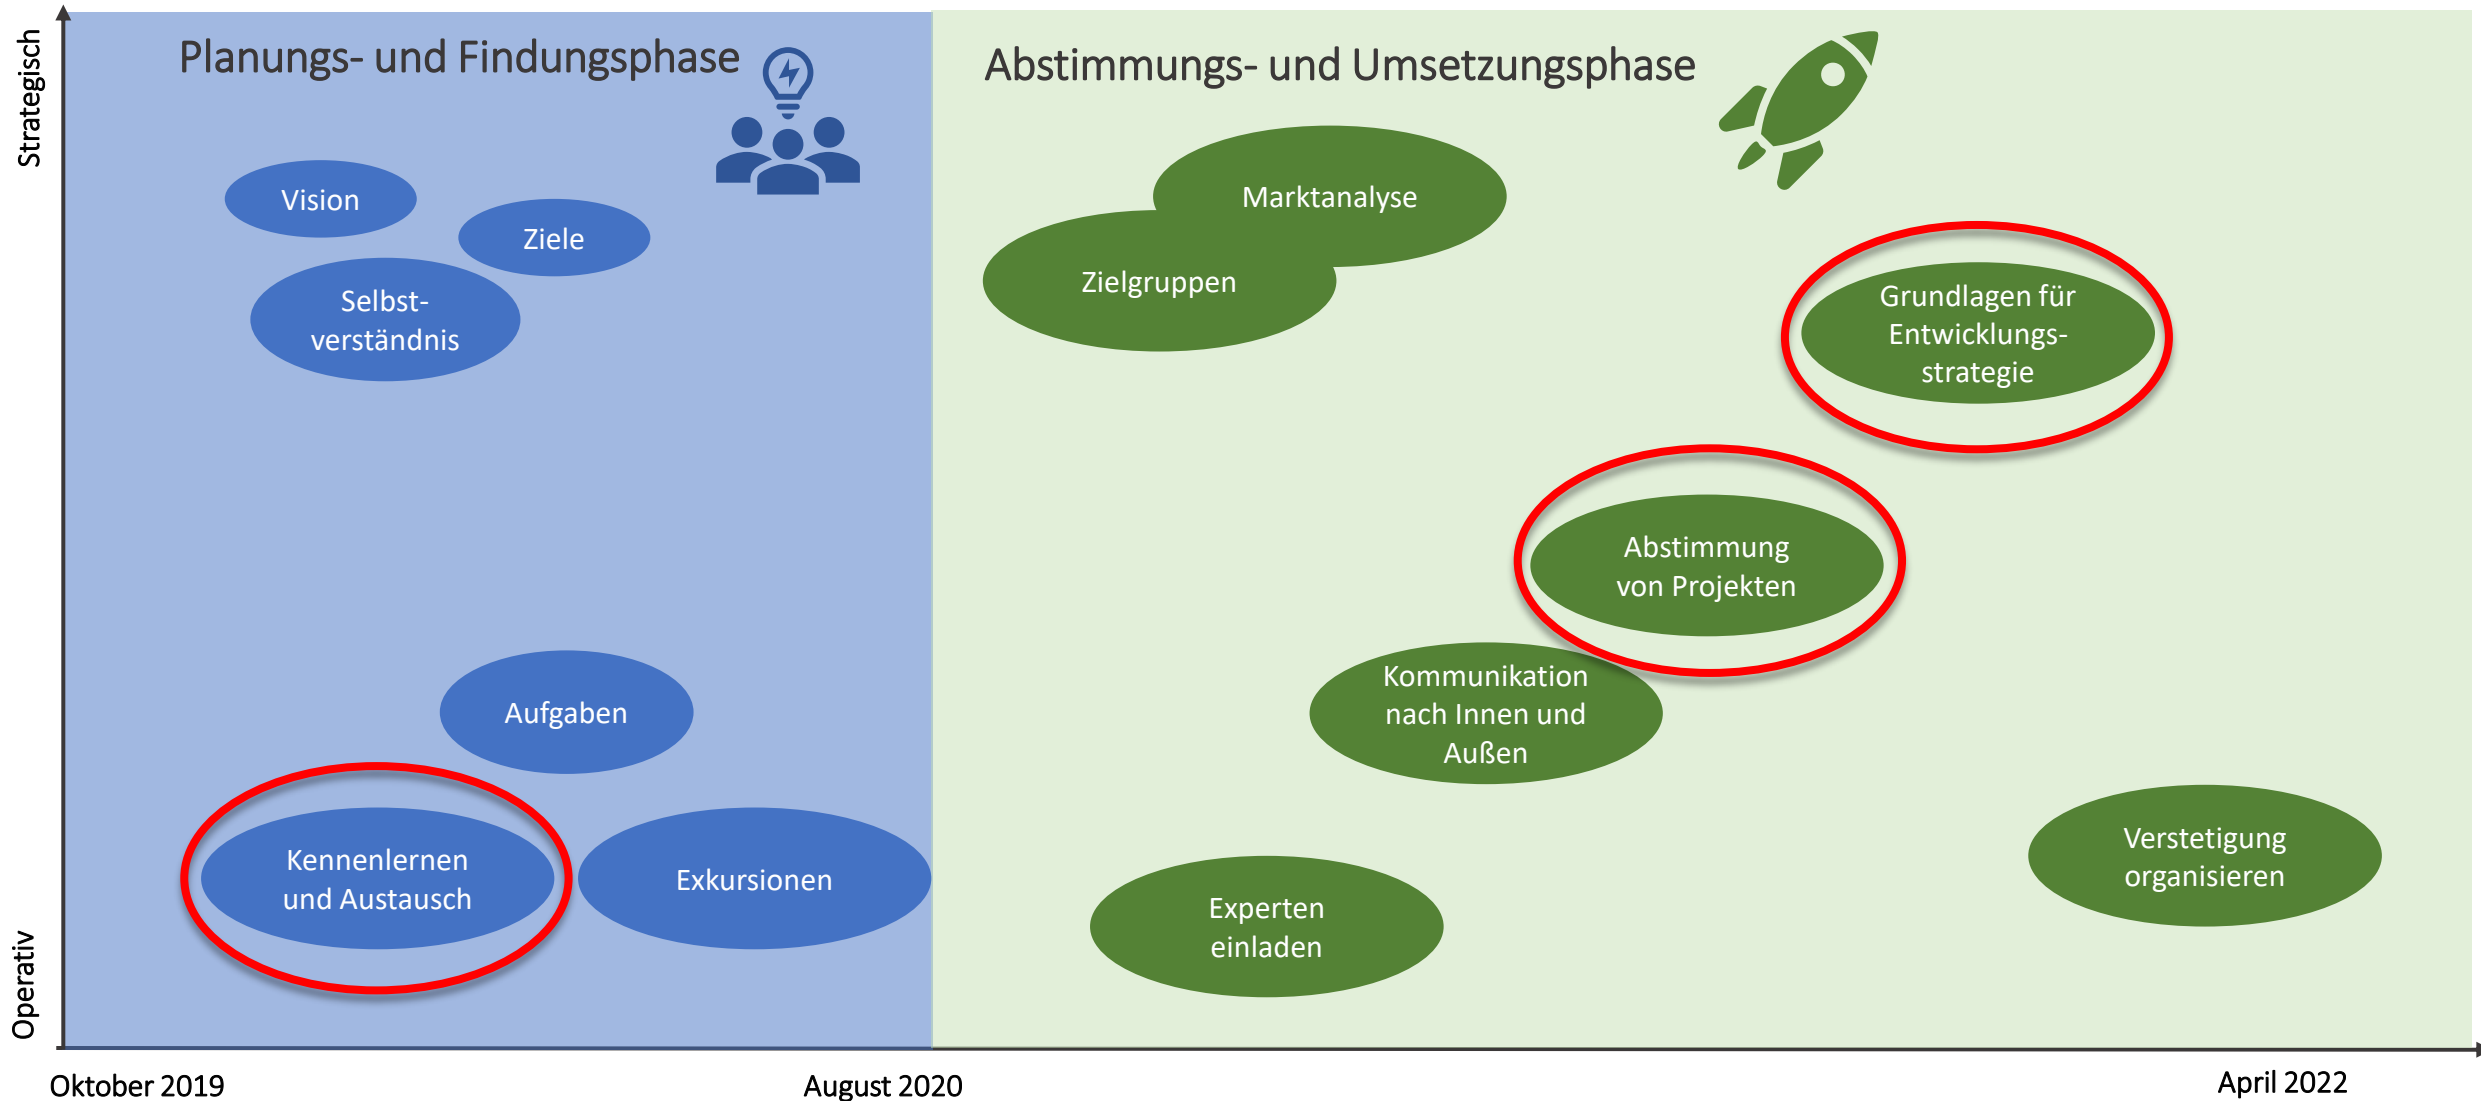 Strategisch
Planungs- und Findungsphase
Abstimmungs- und Umsetzungsphase
Vision
Ziele
Selbst-
verständnis
Marktanalyse
Zielgruppen
Grundlagen für
Entwicklungs-
strategie
Abstimmung
von Projekten
Aufgaben
Kommunikation
nach Innen und
Außen
Kennenlernen
und Austausch
Exkursionen
Experten
einladen
Verstetigung
organisieren
Operativ
Oktober 2019
August 2020
April 2022